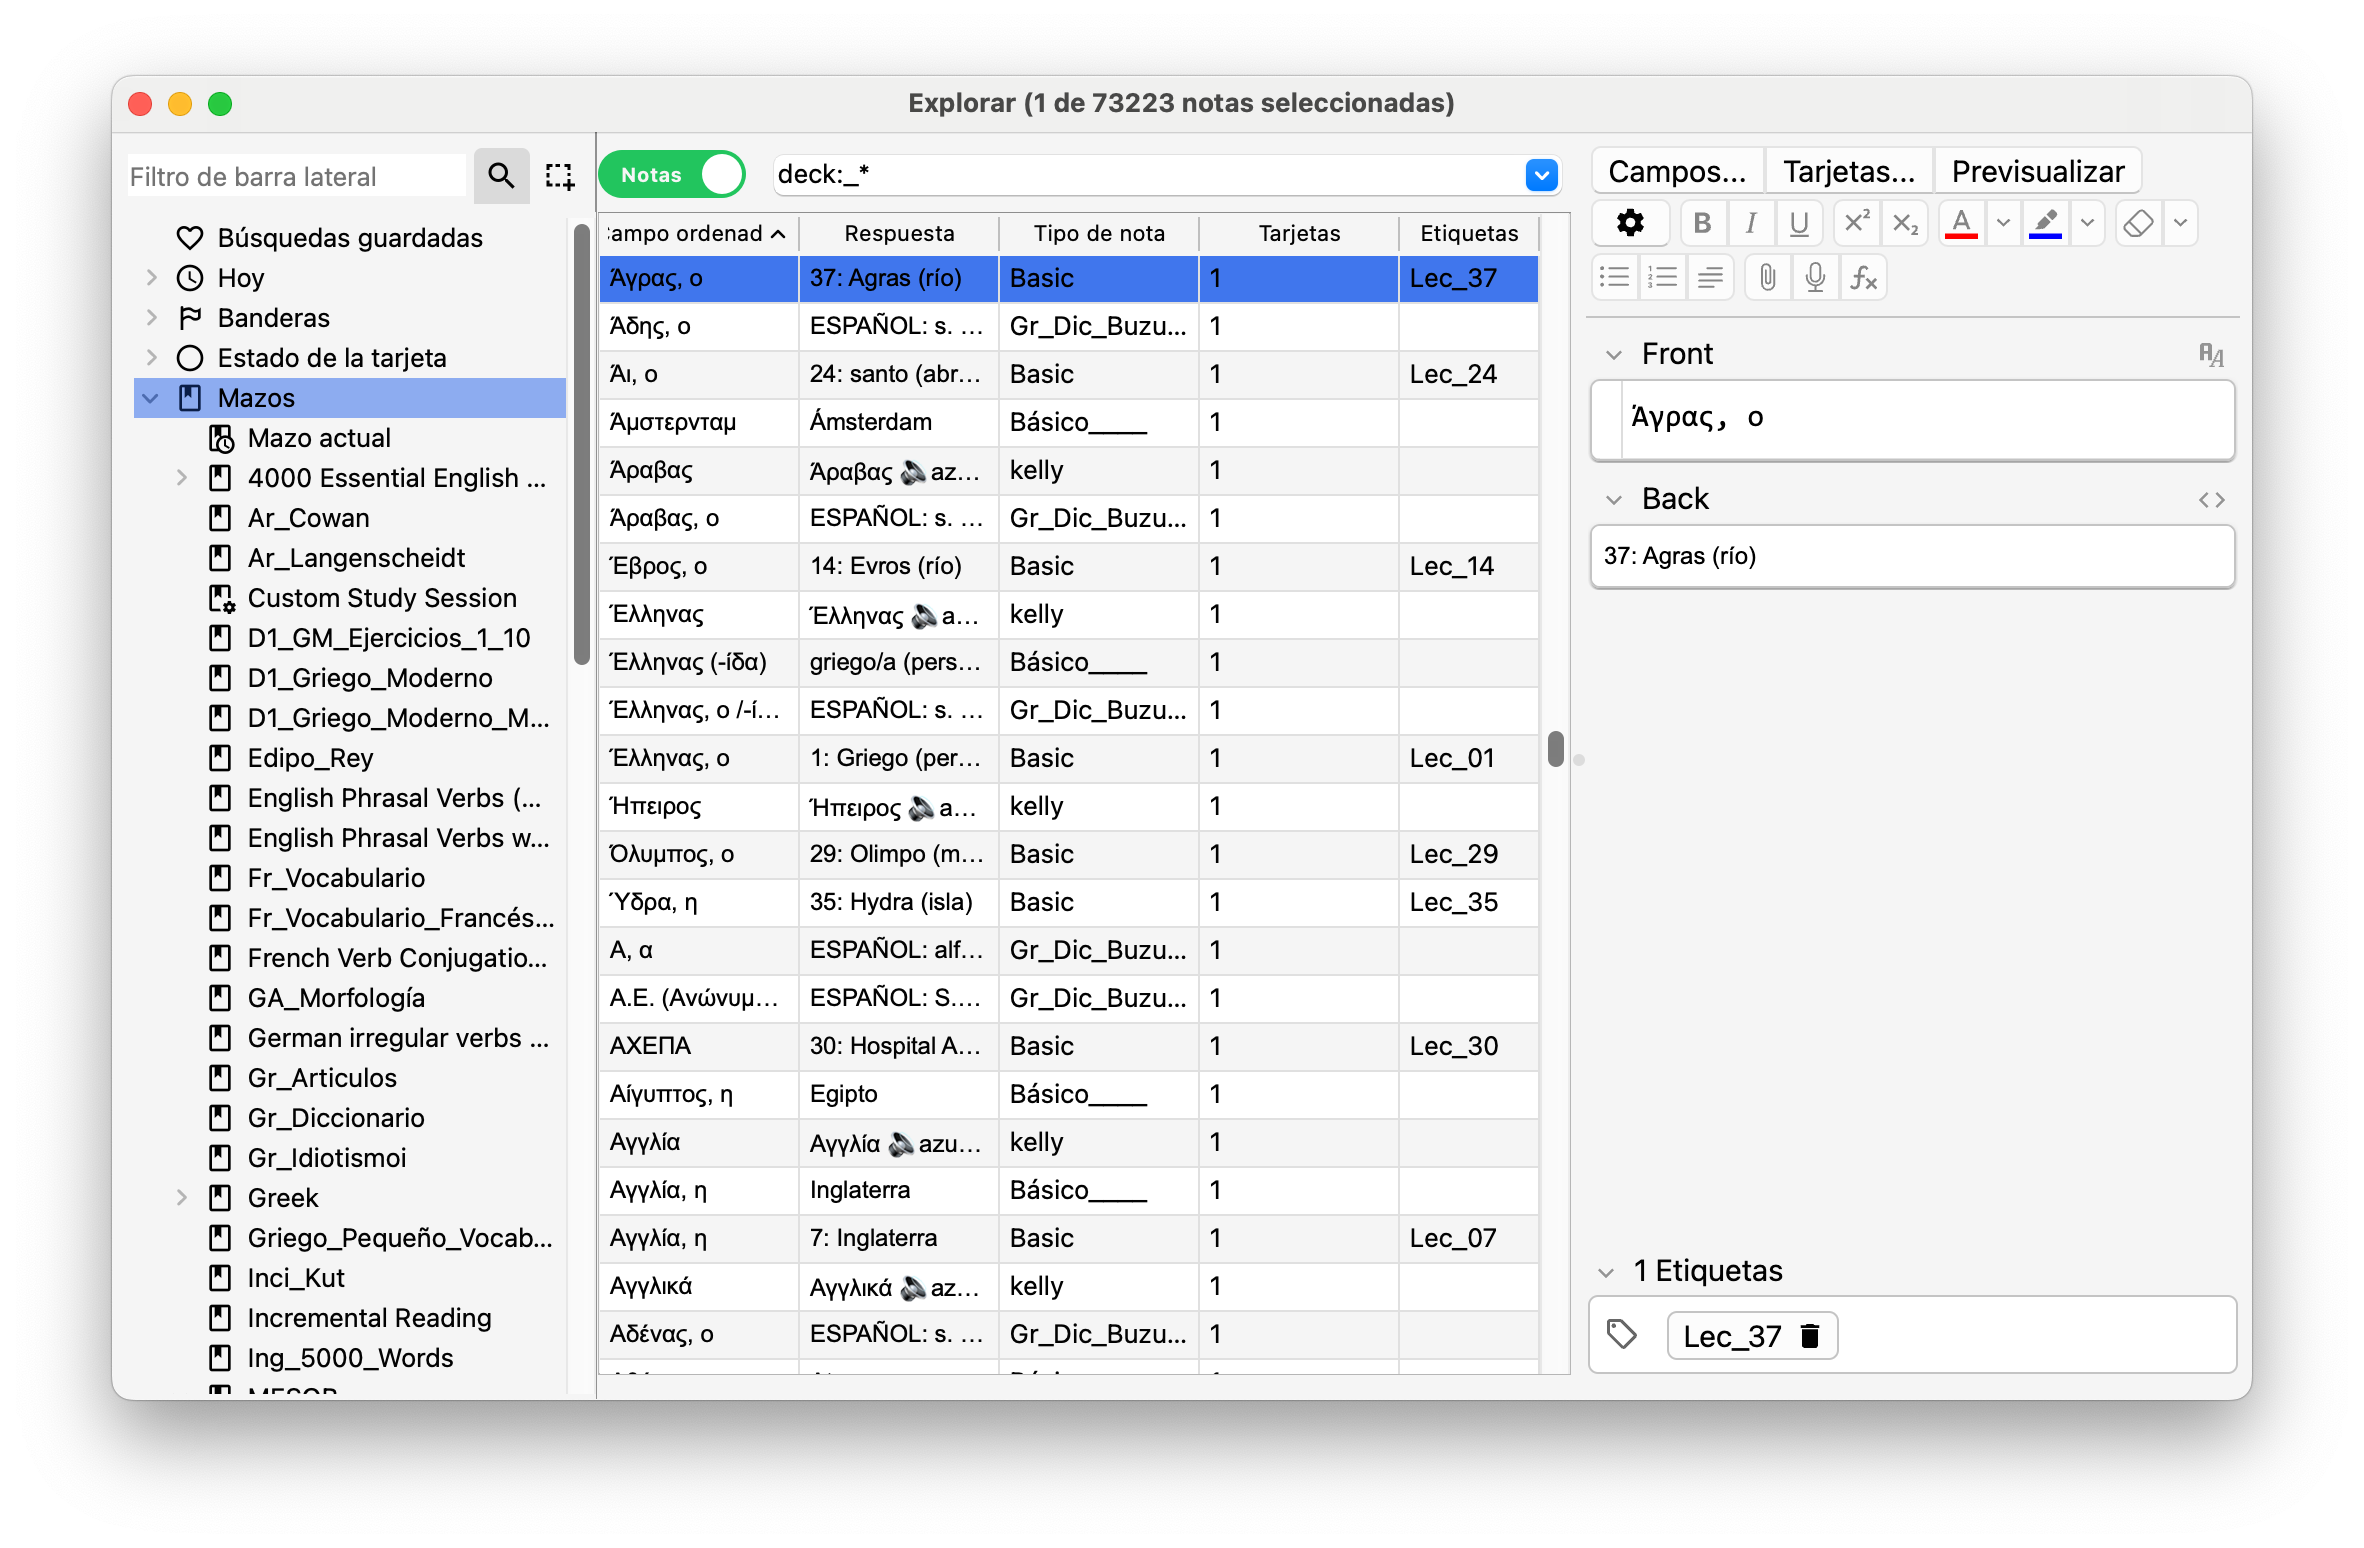 Explorar (1 de 73223 notas seleccionadas)
Filtro de barra lateral
Búsquedas guardadas
Hoy
Banderas
Estado de la tarjeta
Mazos
Mazo actual
4000 Essential English ...
Ar_Cowan
Ar_Langenscheidt
Custom Study Session
D1_GM_Ejercicios_1_10
D1_Griego_Moderno
D1_Griego_Moderno_M...
Edipo_Rey
English Phrasal Verbs (...
English Phrasal Verbs w...
Fr_Vocabulario
Fr_Vocabulario_Francés...
French Verb Conjugatio...
GA_Morfología
German irregular verbs ...
Gr_Articulos
Gr_Diccionario
Gr_Idiotismoi
Greek
Griego_Pequeño_Vocab...
Inci_Kut
Incremental Reading
Ing_5000_Words
Notas deck:_*
ampo ordenad Respuesta Tipo de nota Tarjetas Etiquetas
Άγρας, ο 37: Agras (río) Basic 1 Lec_37
Άδης, ο ESPAÑOL: s. ... Gr_Dic_Buzu... 1
Άι, ο 24: santo (abr... Basic 1 Lec_24
Άμστερνταμ Ámsterdam Básico____ 1
Άραβας Άραβας az... kelly 1
Άραβας, ο ESPAÑOL: s. ... Gr_Dic_Buzu... 1
Έβρος, ο 14: Evros (río) Basic 1 Lec_14
Έλληνας Έλληνας a... kelly 1
Έλληνας (-ίδα) griego/a (pers... Básico____ 1
Έλληνας, ο /-ί... ESPAÑOL: s. ... Gr_Dic_Buzu... 1
Έλληνας, ο 1: Griego (per... Basic 1 Lec_01
Ήπειρος Ήπειρος a... kelly 1
Όλυμπος, ο 29: Olimpo (m... Basic 1 Lec_29
Ύδρα, η 35: Hydra (isla) Basic 1 Lec_35
Α, α ESPAÑOL: alf... Gr_Dic_Buzu... 1
Α.Ε. (Ανώνυμ... ESPAÑOL: S.... Gr_Dic_Buzu... 1
ΑΧΕΠΑ 30: Hospital A... Basic 1 Lec_30
Αίγυπτος, η Egipto Básico____ 1
Αγγλία Αγγλία azu... kelly 1
Αγγλία, η Inglaterra Básico____ 1
Αγγλία, η 7: Inglaterra Basic 1 Lec_07
Αγγλικά Αγγλικά az... kelly 1
Αδένας, ο ESPAÑOL: s. ... Gr_Dic_Buzu... 1
Campos... Tarjetas... Previsualizar
Front
Άγρας, ο
Back
37: Agras (río)
1 Etiquetas
Lec_37